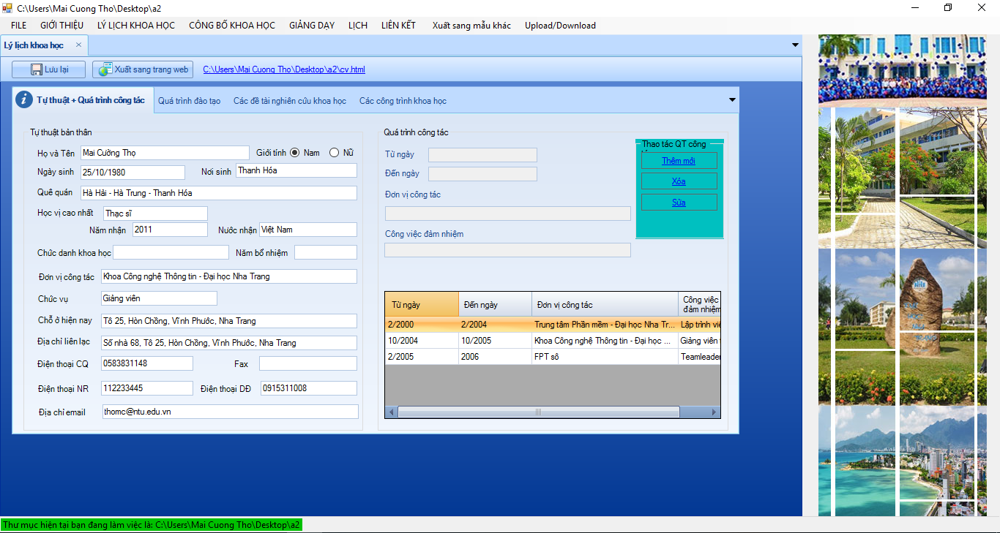 C:\Users\Mai Cuong Tho\Desktop\a2
FILE GIỚI THIỆU LÝ LỊCH KHOA HỌC CÔNG BỐ KHOA HỌC GIẢNG DẠY LỊCH LIÊN KẾT Xuất sang mẫu khác Upload/Download
Lý lịch khoa học
Lưu lại Xuất sang trang web C:\Users\Mai Cuong Tho\Desktop\a2\cv.html
Tự thuật + Quá trình công tác Quá trình đào tạo Các đề tài nghiên cứu khoa học Các công trình khoa học
Tự thuật bản thân
Họ và Tên Mai Cường Thọ Giới tính Nam Nữ
Ngày sinh 25/10/1980 Nơi sinh Thanh Hóa
Quê quán Hà Hải - Hà Trung - Thanh Hóa
Học vị cao nhất Thạc sĩ
Năm nhận 2011 Nước nhận Việt Nam
Chức danh khoa học Năm bổ nhiệm
Đơn vị công tác Khoa Công nghệ Thông tin - Đại học Nha Trang
Chức vụ Giảng viên
Chỗ ở hiện nay Tổ 25, Hòn Chồng, Vĩnh Phước, Nha Trang
Địa chỉ liên lạc Số nhà 68, Tổ 25, Hòn Chồng, Vĩnh Phước, Nha Trang
Điện thoại CQ 0583831148 Fax
Điện thoại NR 112233445 Điện thoại DĐ 0915311008
Địa chỉ email thomc@ntu.edu.vn
Quá trình công tác
Từ ngày
Đến ngày
Đơn vị công tác
Công việc đảm nhiệm
Thao tác QT công
Thêm mới
Xóa
Sửa
Từ ngày Đến ngày Đơn vị công tác Công việc
đảm nhiệm
2/2000 2/2004 Trung tâm Phần mềm - Đại học Nha Tr... Lập trình viê
10/2004 10/2005 Khoa Công nghệ Thông tin - Đại học ... Giảng viên
2/2005 2006 FPT sô Teamleader
Thư mục hiện tại bạn đang làm việc là: C:\Users\Mai Cuong Tho\Desktop\a2